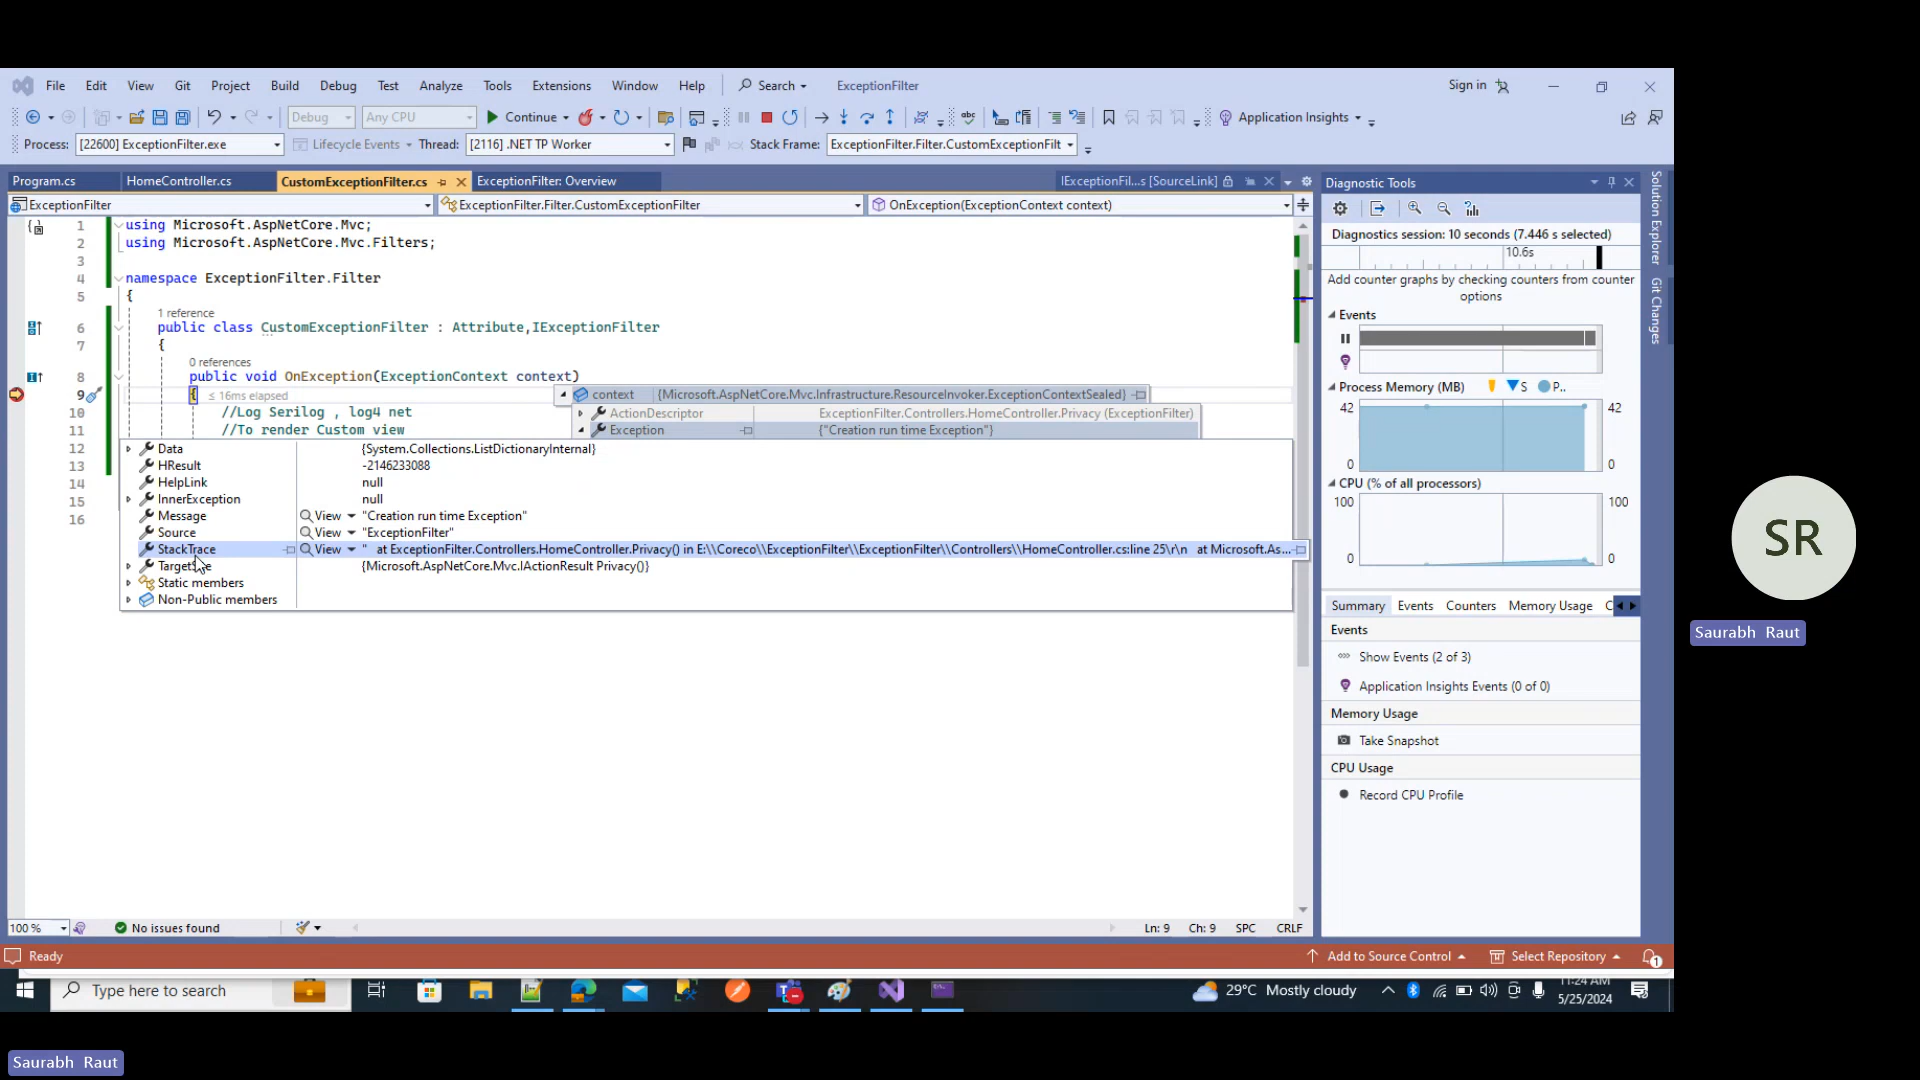 File Edit View Git Project Build Debug Test Analyze Tools Extensions Window Help Search ExceptionFilter Sign in
Debug Any CPU Continue Application Insights
Process: [22600] ExceptionFilter.exe Lifecycle Events Thread: [2116] .NET TP Worker Stack Frame: ExceptionFilter.Filter.CustomExceptionFilt
Program.cs HomeController.cs CustomExceptionFilter.cs ExceptionFilter: Overview IExceptionFil...s [SourceLink]
ExceptionFilter ExceptionFilter.Filter.CustomExceptionFilter OnException(ExceptionContext context)
1 using Microsoft.AspNetCore.Mvc;
2 using Microsoft.AspNetCore.Mvc.Filters;
3
4 namespace ExceptionFilter.Filter
5 {
1 reference
6 public class CustomExceptionFilter : Attribute,IExceptionFilter
7 {
0 references
8 public void OnException(ExceptionContext context)
9 { ≤ 16ms elapsed
10 //Log Serilog , log4 net
11 //To render Custom view
12
13
14
15
16
context {Microsoft.AspNetCore.Mvc.Infrastructure.ResourceInvoker.ExceptionContextSealed}
ActionDescriptor ExceptionFilter.Controllers.HomeController.Privacy (ExceptionFilter)
Exception {"Creation run time Exception"}
Data {System.Collections.ListDictionaryInternal}
HResult -2146233088
HelpLink null
InnerException null
Message View "Creation run time Exception"
Source View "ExceptionFilter"
StackTrace View " at ExceptionFilter.Controllers.HomeController.Privacy() in E:\\Coreco\\ExceptionFilter\\ExceptionFilter\\Controllers\\HomeController.cs:line 25\r\n at Microsoft.As...
{Microsoft.AspNetCore.Mvc.IActionResult Privacy()}
Static members
Non-Public members
100 % No issues found Ln: 9 Ch: 9 SPC CRLF
Diagnostic Tools
Diagnostics session: 10 seconds (7.446 s selected)
10.6s
Add counter graphs by checking counters from counter
options
Events
Process Memory (MB) S P..
42 42
0 0
CPU (% of all processors)
100 100
0 0
Summary Events Counters Memory Usage C
Events
Show Events (2 of 3)
Application Insights Events (0 of 0)
Memory Usage
Take Snapshot
CPU Usage
Record CPU Profile
Solution Explorer
Git Changes
Ready Add to Source Control Select Repository 1
Type here to search 29°C Mostly cloudy 11:24 AM
5/25/2024
SR
Saurabh Raut
Saurabh Raut